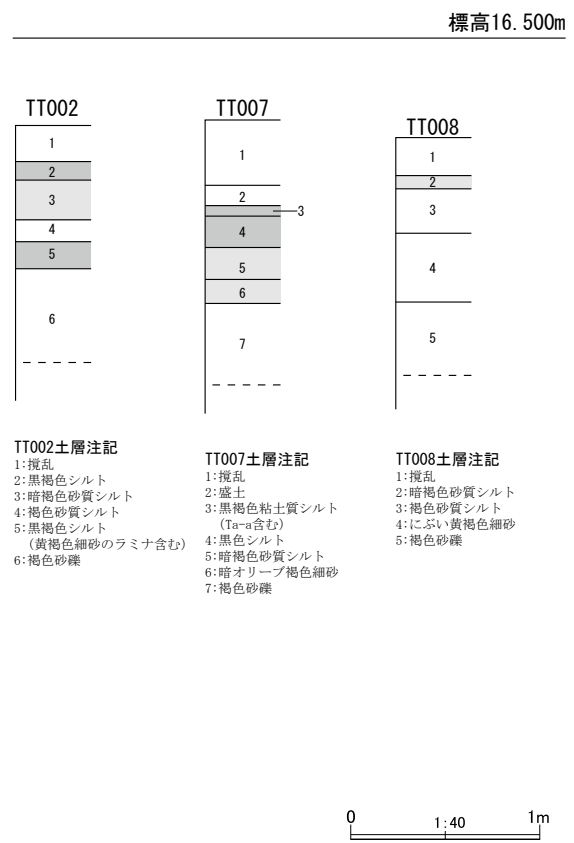 標高16.500m
TT002
1
2
3
4
5
6
TT007
1
2
3
4
5
6
7
TT008
1
2
3
4
5
TT002土層注記
1:撹乱
2:黒褐色シルト
3:暗褐色砂質シルト
4:褐色砂質シルト
5:黒褐色シルト
(黄褐色細砂のラミナ含む)
6:褐色砂礫
TT007土層注記
1:撹乱
2:盛土
3:黒褐色粘土質シルト
(Ta-a含む)
4:黒色シルト
5:暗褐色砂質シルト
6:暗オリーブ褐色細砂
7:褐色砂礫
TT008土層注記
1:撹乱
2:暗褐色砂質シルト
3:褐色砂質シルト
4:にぶい黄褐色細砂
5:褐色砂礫
0 1:40 1m